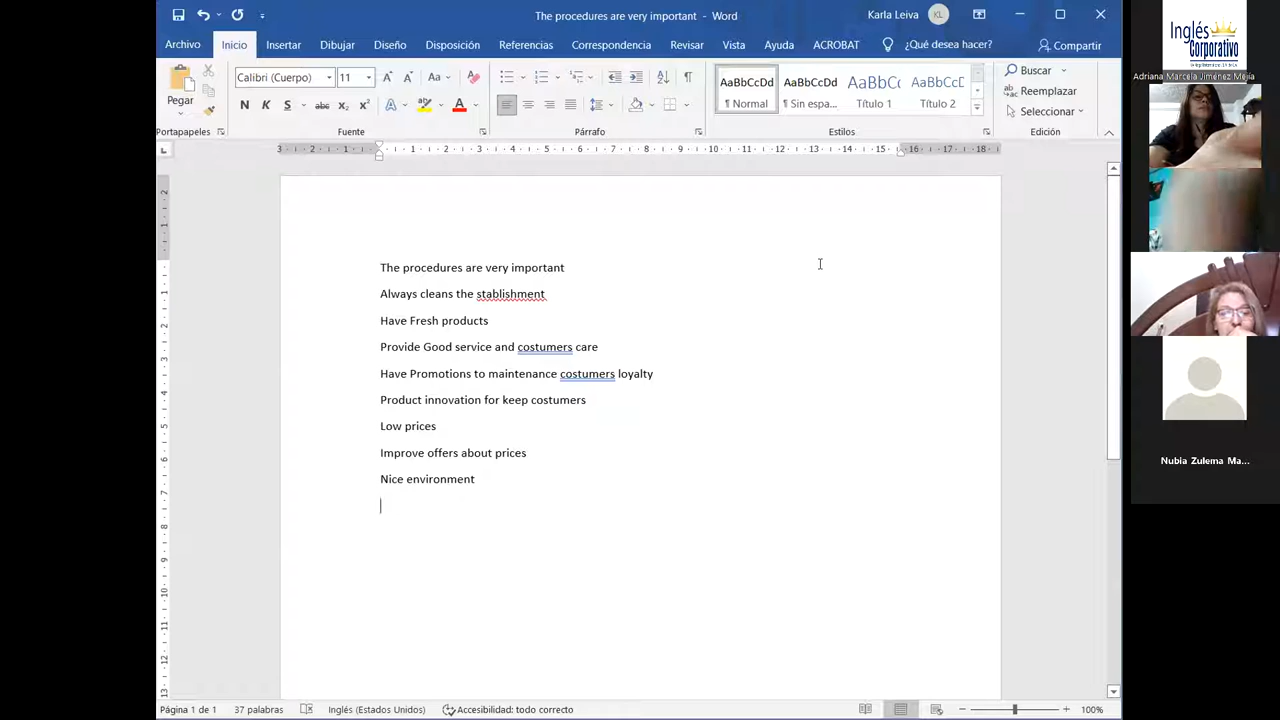 The procedures are very important - Word
Karla Leiva
KL
Archivo
Inicio
Insertar
Dibujar
Diseño
Disposición
Referencias
Correspondencia
Revisar
Vista
Ayuda
ACROBAT
¿Qué desea hacer?
Compartir
Pegar
Calibri (Cuerpo)
11
Portapapeles
Fuente
Párrafo
AaBbCcDd
¶ Normal
AaBbCcDd
¶ Sin espa...
AaBbCc
Título 1
AaBbCcD
Título 2
Estilos
Buscar
Reemplazar
Seleccionar
Edición
The procedures are very important
Always cleans the stablishment
Have Fresh products
Provide Good service and costumers care
Have Promotions to maintenance costumers loyalty
Product innovation for keep costumers
Low prices
Improve offers about prices
Nice environment
Página 1 de 1
37 palabras
Inglés (Estados Unidos)
Accesibilidad: todo correcto
100%
Inglés
Corporativo
Adriana Marcela Jiménez Mejía
Nubia Zulema Ma...